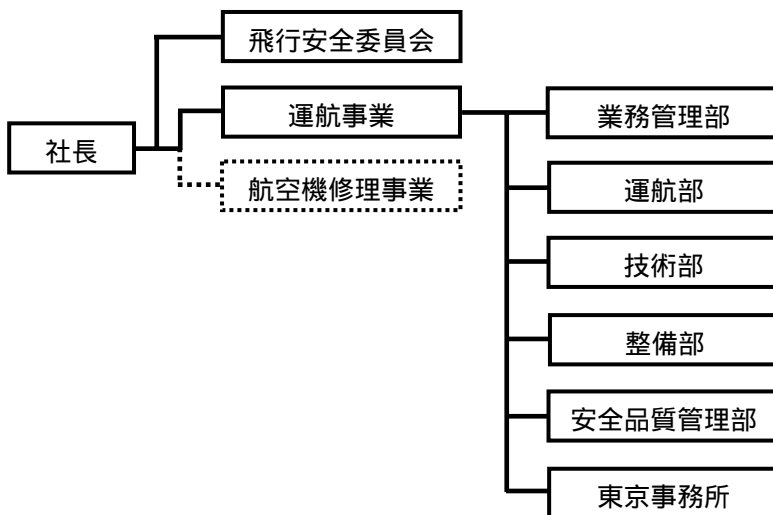 飛行安全委員会
運航事業
業務管理部
社長
航空機修理事業
運航部
技術部
整備部
安全品質管理部
東京事務所